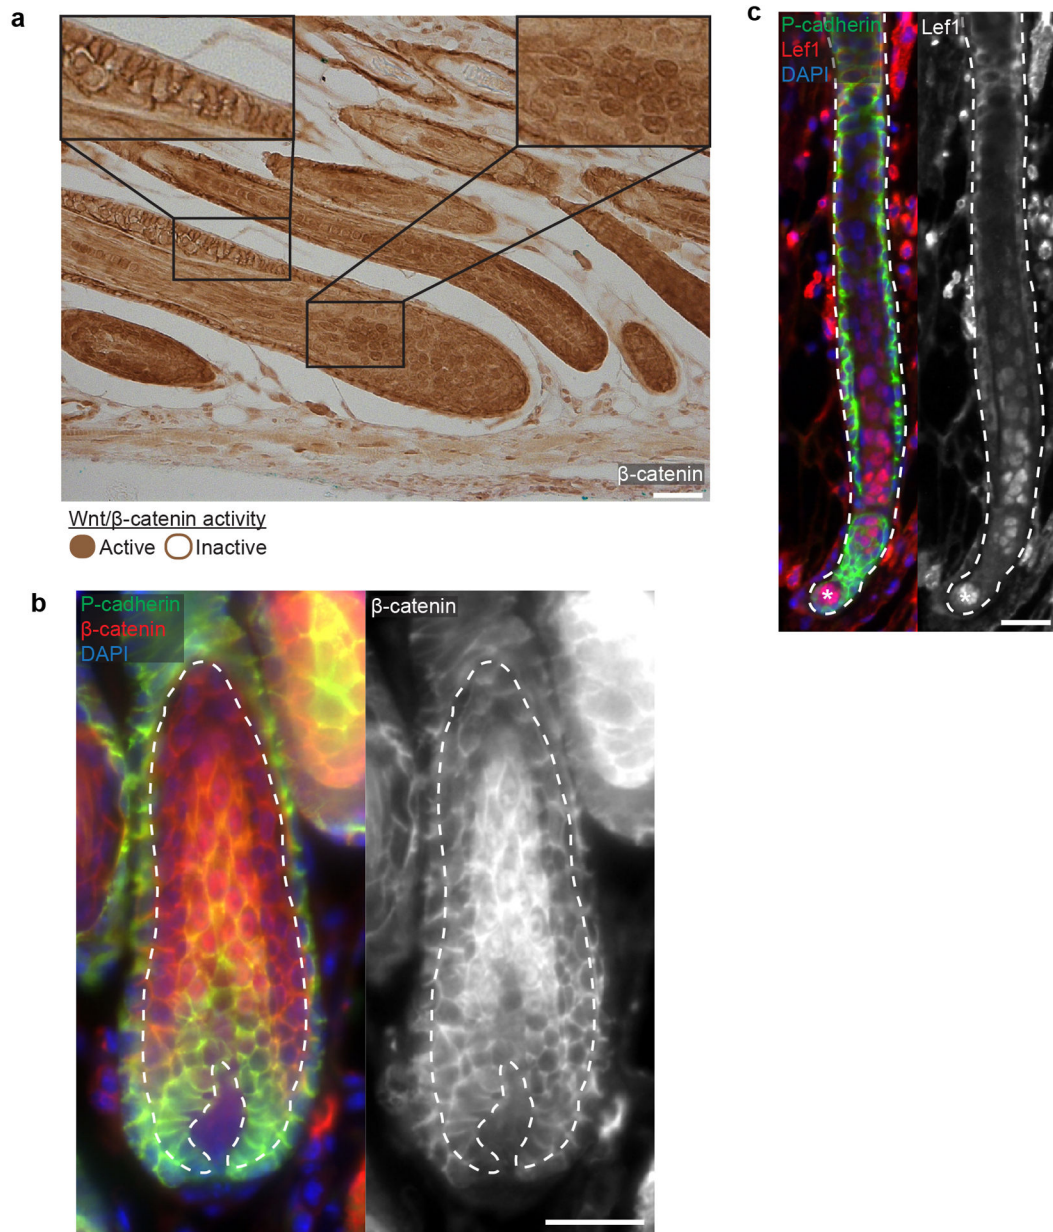 a
β-catenin
Wnt/β-catenin activity
Active Inactive
b
P-cadherin
β-catenin
DAPI
β-catenin
c
P-cadherin
Lef1
DAPI
Lef1
*
*